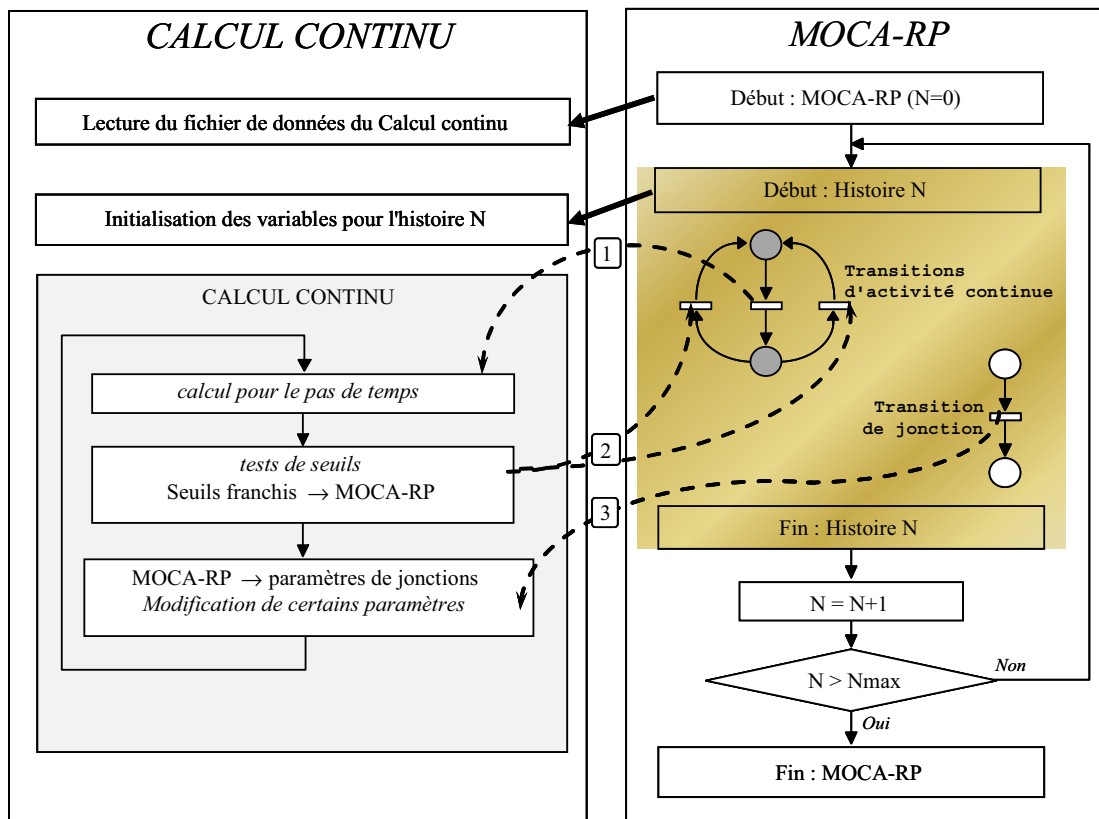 CALCUL CONTINU
Lecture du fichier de données du Calcul continu
Initialisation des variables pour l'histoire N
CALCUL CONTINU
calcul pour le pas de temps
tests de seuils
Seuils franchis → MOCA-RP
MOCA-RP → paramètres de jonctions
Modification de certains paramètres
1
2
3
MOCA-RP
Début : MOCA-RP (N=0)
Début : Histoire N
Transitions
d'activité continue
Transition
de jonction
Fin : Histoire N
N = N+1
N > Nmax
Non
Oui
Fin : MOCA-RP